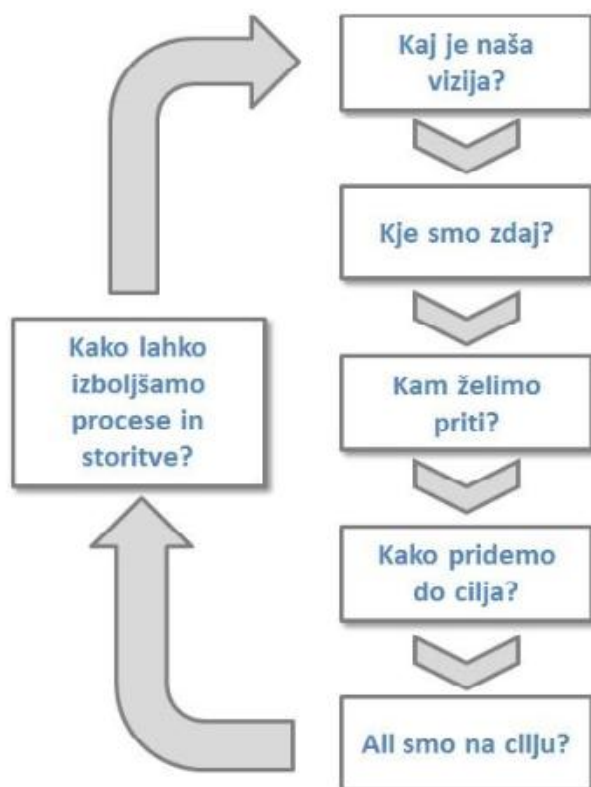 Kaj je naša
vizija?
Kje smo zdaj?
Kam želimo
priti?
Kako pridemo
do cilja?
All smo na cllju?
Kako lahko
izboljšamo
procese in
storitve?